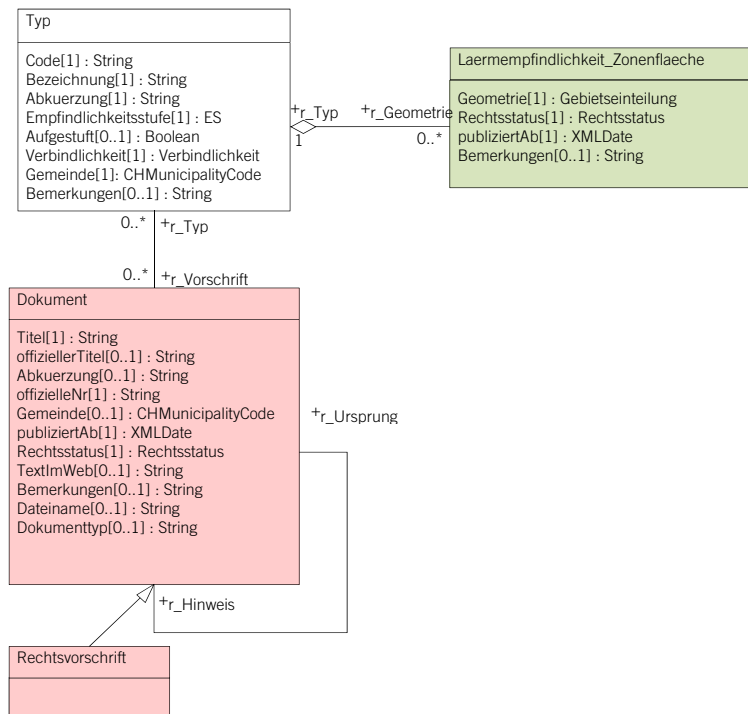 Typ
Code[1] : String
Bezeichnung[1] : String
Abkuerzung[1] : String
Empfindlichkeitsstufe[1] : ES
Aufgestuft[0..1] : Boolean
Verbindlichkeit[1] : Verbindlichkeit
Gemeinde[1]: CHMunicipalityCode
Bemerkungen[0..1] : String
+r_Typ
1
+r_Geometrie
0..*
Laermempfindlichkeit_Zonenflaeche
Geometrie[1] : Gebietseinteilung
Rechtsstatus[1] : Rechtsstatus
publiziertAb[1] : XMLDate
Bemerkungen[0..1] : String
0..* +r_Typ
0..* +r_Vorschrift
Dokument
Titel[1] : String
offiziellerTitel[0..1] : String
Abkuerzung[0..1] : String
offizielleNr[1] : String
Gemeinde[0..1] : CHMunicipalityCode
publiziertAb[1] : XMLDate
Rechtsstatus[1] : Rechtsstatus
TextImWeb[0..1] : String
Bemerkungen[0..1] : String
Dateiname[0..1] : String
Dokumenttyp[0..1] : String
+r_Ursprung
+r_Hinweis
Rechtsvorschrift